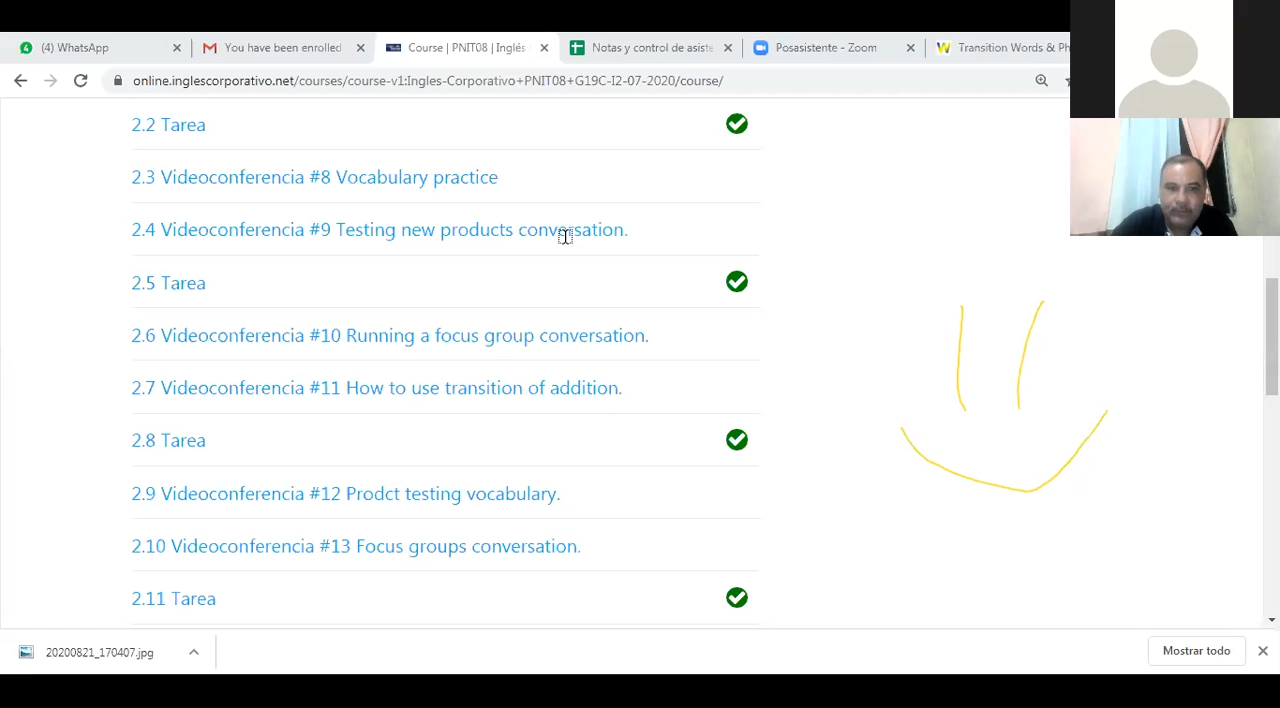 4 (4) WhatsApp
You have been enrolled
Course | PNIT08 | Inglés
Notas y control de asiste
Posasistente - Zoom
Transition Words & Ph
online.inglescorporativo.net/courses/course-v1:Ingles-Corporativo+PNIT08+G19C-I2-07-2020/course/
2.2 Tarea
2.3 Videoconferencia #8 Vocabulary practice
2.4 Videoconferencia #9 Testing new products conversation.
2.5 Tarea
2.6 Videoconferencia #10 Running a focus group conversation.
2.7 Videoconferencia #11 How to use transition of addition.
2.8 Tarea
2.9 Videoconferencia #12 Prodct testing vocabulary.
2.10 Videoconferencia #13 Focus groups conversation.
2.11 Tarea
20200821_170407.jpg
Mostrar todo